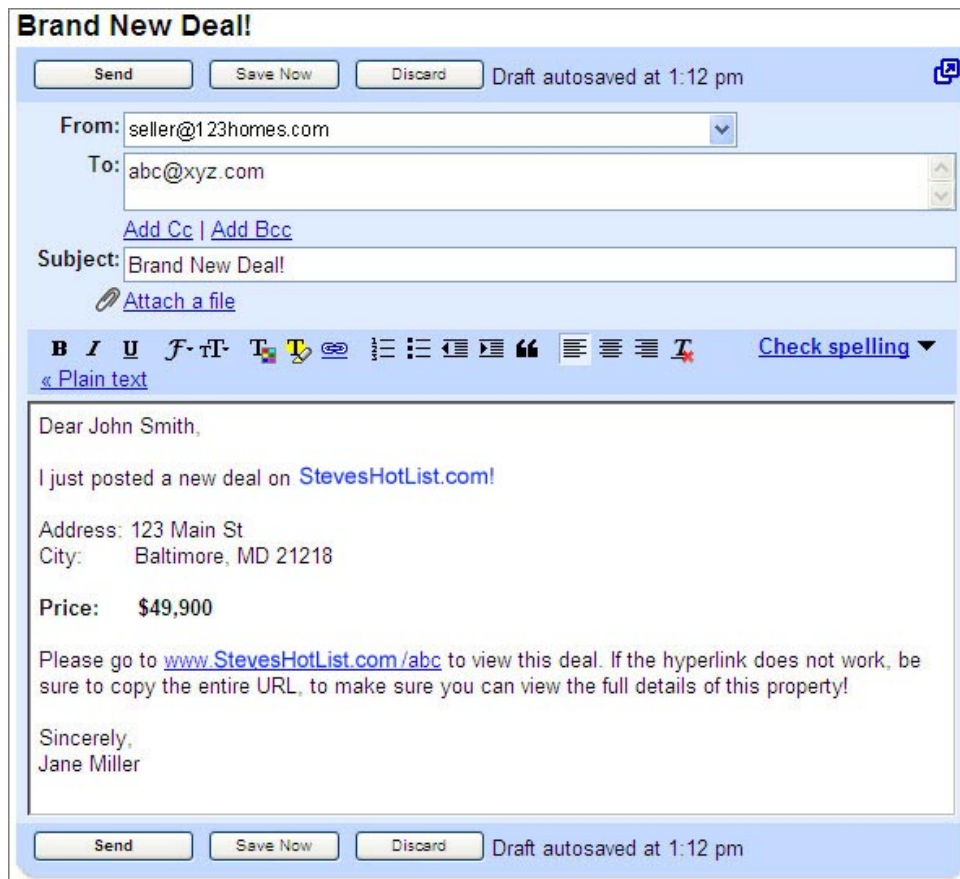 Brand New Deal!
Send Save Now Discard Draft autosaved at 1:12 pm
From: seller@123homes.com
To: abc@xyz.com
Add Cc | Add Bcc
Subject: Brand New Deal!
Attach a file
B I U F TT T T Check spelling
« Plain text
Dear John Smith,
I just posted a new deal on StevesHotList.com!
Address: 123 Main St
City: Baltimore, MD 21218
Price: $49,900
Please go to www.StevesHotList.com/abc to view this deal. If the hyperlink does not work, be
sure to copy the entire URL, to make sure you can view the full details of this property!
Sincerely,
Jane Miller
Send Save Now Discard Draft autosaved at 1:12 pm